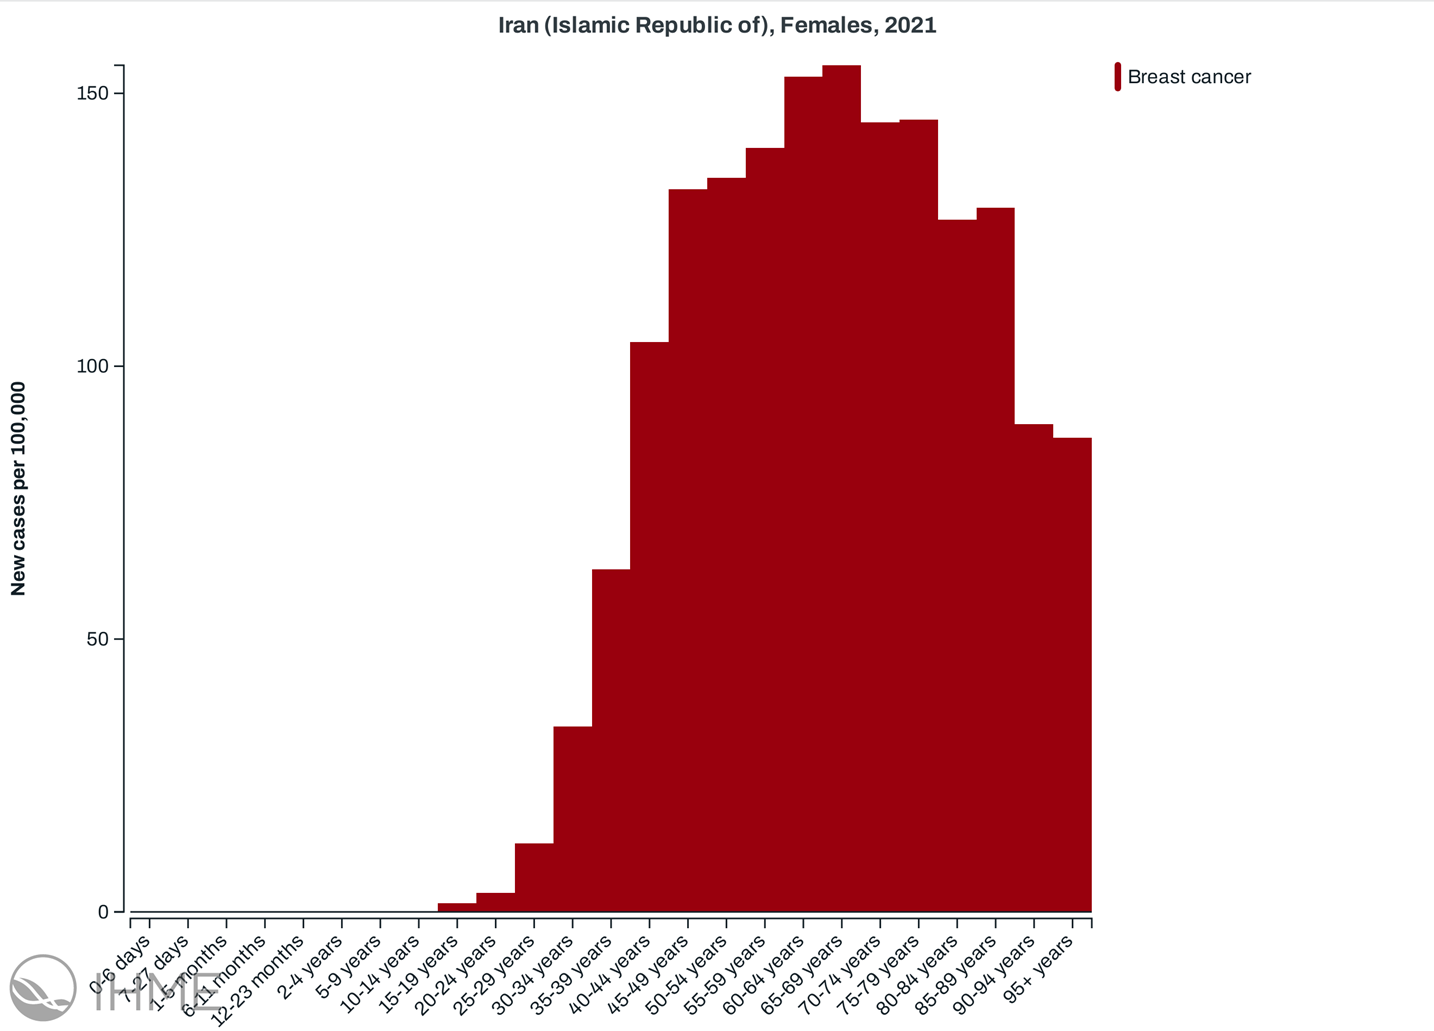 Iran (Islamic Republic of), Females, 2021
Breast cancer
New cases per 100,000
150
100
50
0
0-6 days
7-27 days
1-5 months
6-11 months
12-23 months
2-4 years
5-9 years
10-14 years
15-19 years
20-24 years
25-29 years
30-34 years
35-39 years
40-44 years
45-49 years
50-54 years
55-59 years
60-64 years
65-69 years
70-74 years
75-79 years
80-84 years
85-89 years
90-94 years
95+ years
IHME